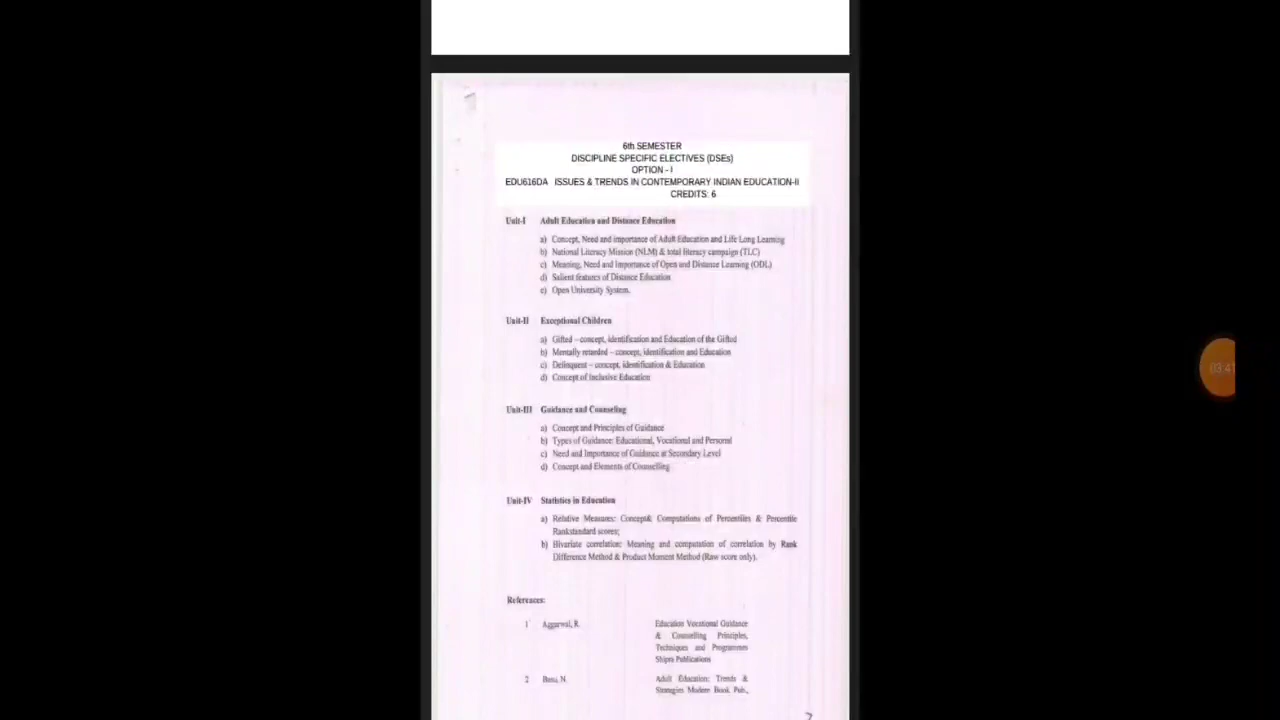 6th SEMESTER
DISCIPLINE SPECIFIC ELECTIVES (DSEs)
OPTION - I
EDU616DA ISSUES & TRENDS IN CONTEMPORARY INDIAN EDUCATION-II
CREDITS: 6
Unit-I Adult Education and Distance Education
a) Concept, Need and importance of Adult Education and Life Long Learning
b) National Literacy Mission (NLM) & total literacy campaign (TLC)
c) Meaning, Need and Importance of Open and Distance Learning (ODL)
d) Salient features of Distance Education
e) Open University System.
Unit-II Exceptional Children
a) Gifted – concept, identification and Education of the Gifted
b) Mentally retarded – concept, identification and Education
c) Delinquent – concept, identification & Education
d) Concept of Inclusive Education
Unit-III Guidance and Counseling
a) Concept and Principles of Guidance
b) Types of Guidance: Educational, Vocational and Personal
c) Need and Importance of Guidance at Secondary Level
d) Concept and Elements of Counselling
Unit-IV Statistics in Education
a) Relative Measures: Concept& Computations of Percentiles & Percentile
Rankstandard scores;
b) Bivariate correlation: Meaning and computation of correlation by Rank
Difference Method & Product Moment Method (Raw score only).
References:
1 Aggarwal, R. Education Vocational Guidance
& Counselling Principles,
Techniques and Programmes
Shipra Publications
2 Basu, N. Adult Education: Trends &
Strategies Modern Book, Pub.,
03:41